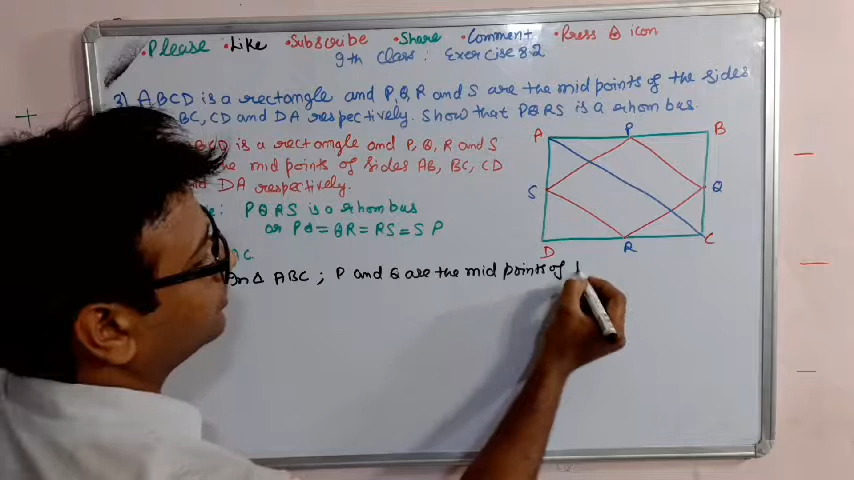 •Please •Like •Subscribe •Share •Comment •Press 🔔 icon
9th class: Exercise 8.2
3) ABCD is a rectangle and P, Q, R and S are the mid points of the sides
BC, CD and DA respectively. Show that PQRS is a rhombus.
BCD is a rectangle and P, Q, R and S
the mid points of sides AB, BC, CD
DA respectively.
PQRS is a rhombus
or PQ = QR = RS = SP
C
In Δ ABC ; P and Q are the mid points of
A P B
S Q
D R C